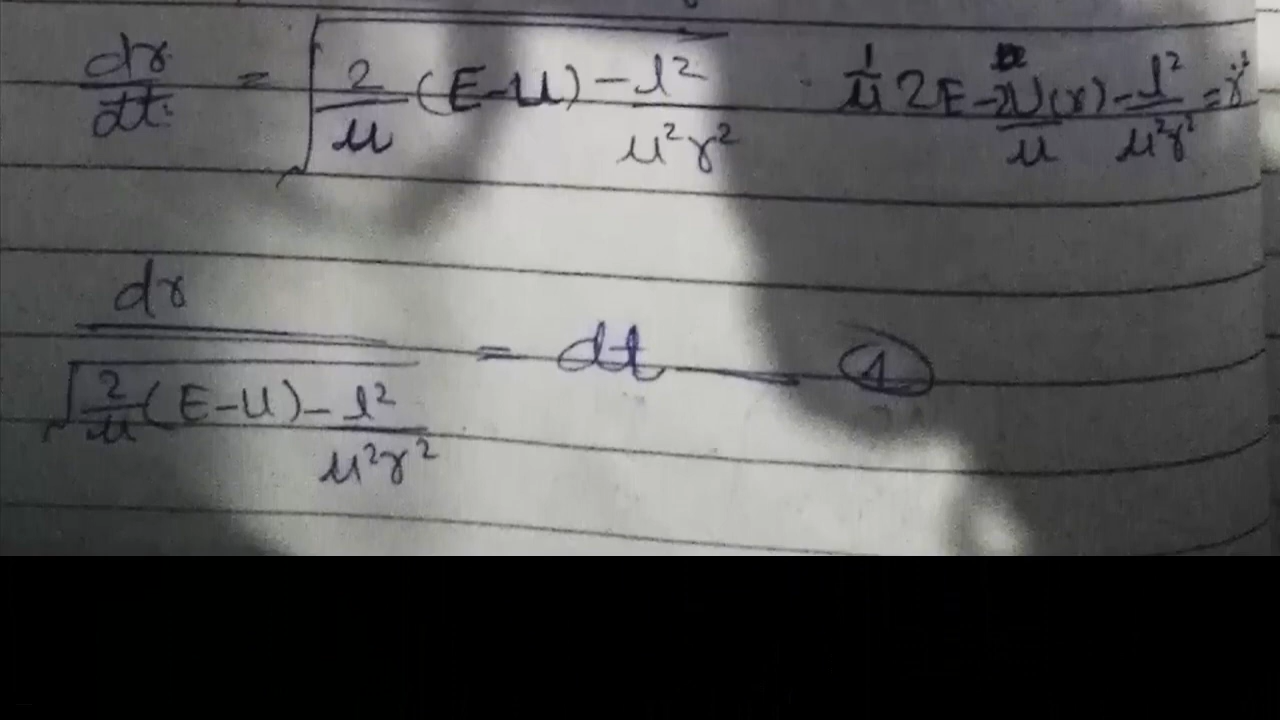 dr/dt = √(2/μ (E-U) - l²/μ²r²) 1/μ 2E - 2U(r)/μ - l²/μ²r² = ṙ²
dr/√(2/μ (E-U) - l²/μ²r²) = dt — ①